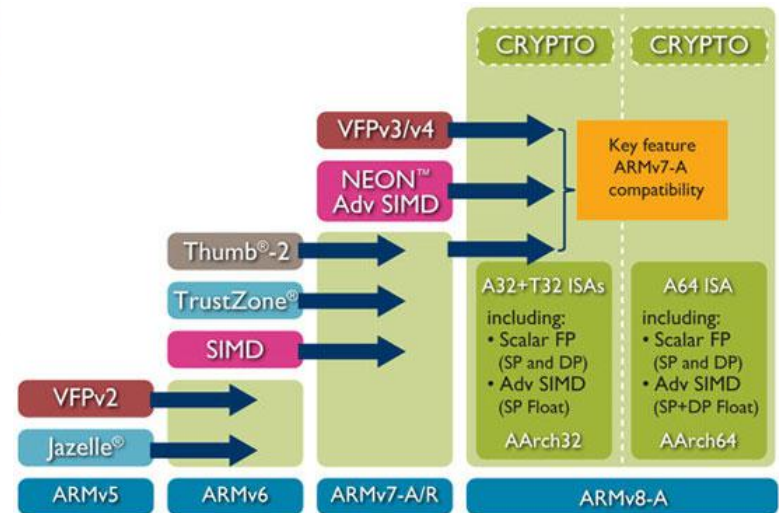 CRYPTO
CRYPTO
VFPv3/v4
Key feature
ARMv7-A
compatibility
NEON™
Adv SIMD
Thumb®-2
TrustZone®
SIMD
A32+T32 ISAs
including:
• Scalar FP
(SP and DP)
• Adv SIMD
(SP Float)
AArch32
A64 ISA
including:
• Scalar FP
(SP and DP)
• Adv SIMD
(SP+DP Float)
AArch64
VFPv2
Jazelle®
ARMv5
ARMv6
ARMv7-A/R
ARMv8-A